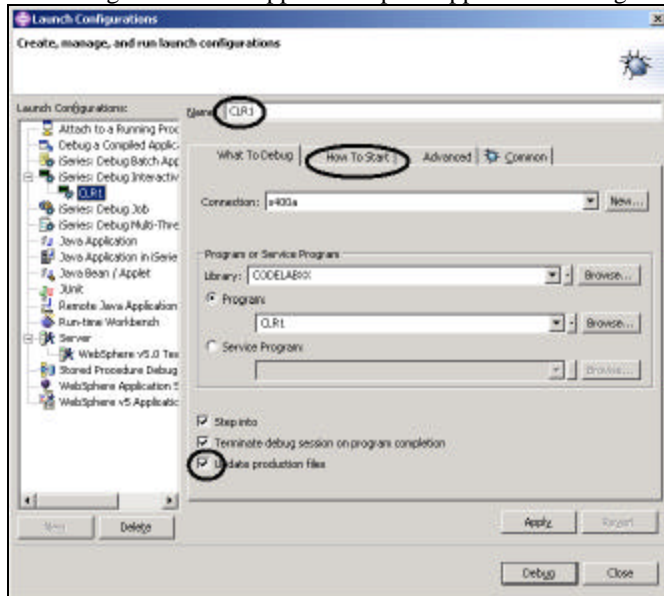 Launch Configurations
Create, manage, and run launch configurations
Launch Configurations:
Attach to a Running Proc
Debug a Compiled Applic
iSeries: Debug Batch App
iSeries: Debug Interactiv
CLR1
iSeries: Debug Job
iSeries: Debug Multi-Thre
Java Application
Java Application in iSerie
Java Bean / Applet
JUnit
Remote Java Application
Run-time Workbench
Server
WebSphere v5.0 Tes
Stored Procedure Debug
WebSphere Application S
WebSphere v5 Applicatic
New
Delete
Name: CLR1
What To Debug
How To Start
Advanced
Common
Connection: s400a
New...
Program or Service Program
Library: CODELABXX
Browse...
Program:
CLR1
Browse...
Service Program:
Browse...
Step into
Terminate debug session on program completion
Update production files
Apply
Revert
Debug
Close